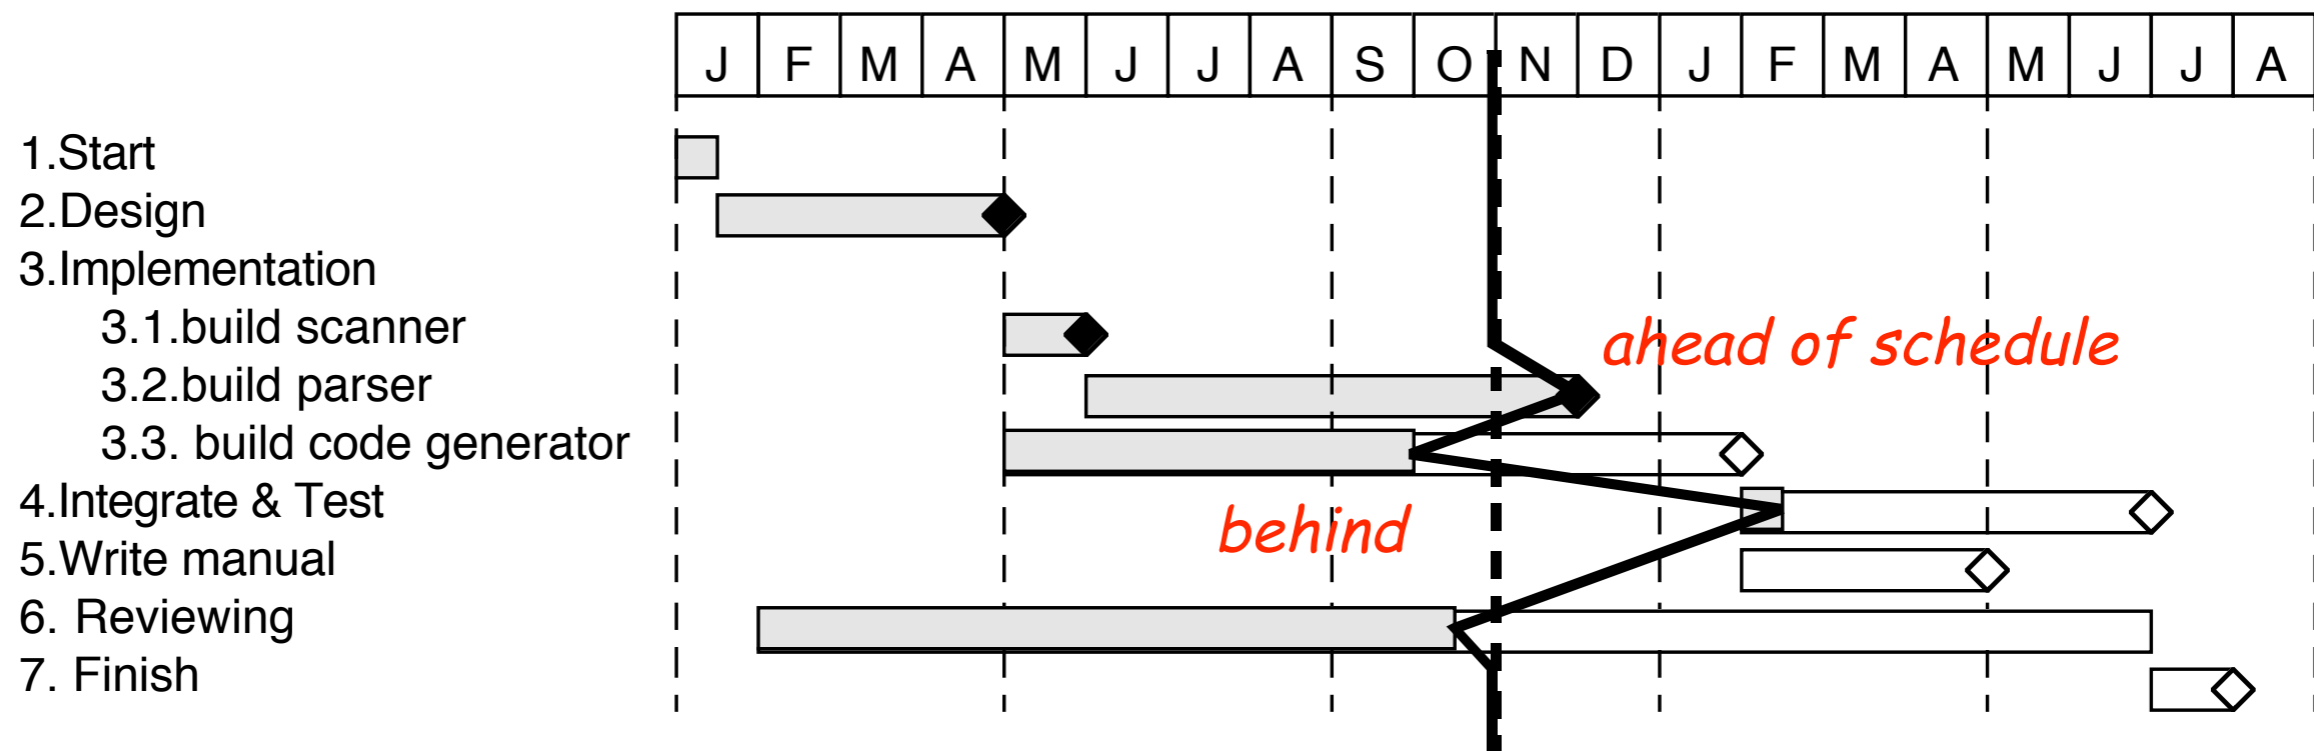 J F M A M J J A S O N D J F M A M J J A
1.Start
2.Design
3.Implementation
3.1.build scanner
ahead of schedule
3.2.build parser
3.3. build code generator
4.Integrate & Test
behind
5.Write manual
6. Reviewing
7. Finish